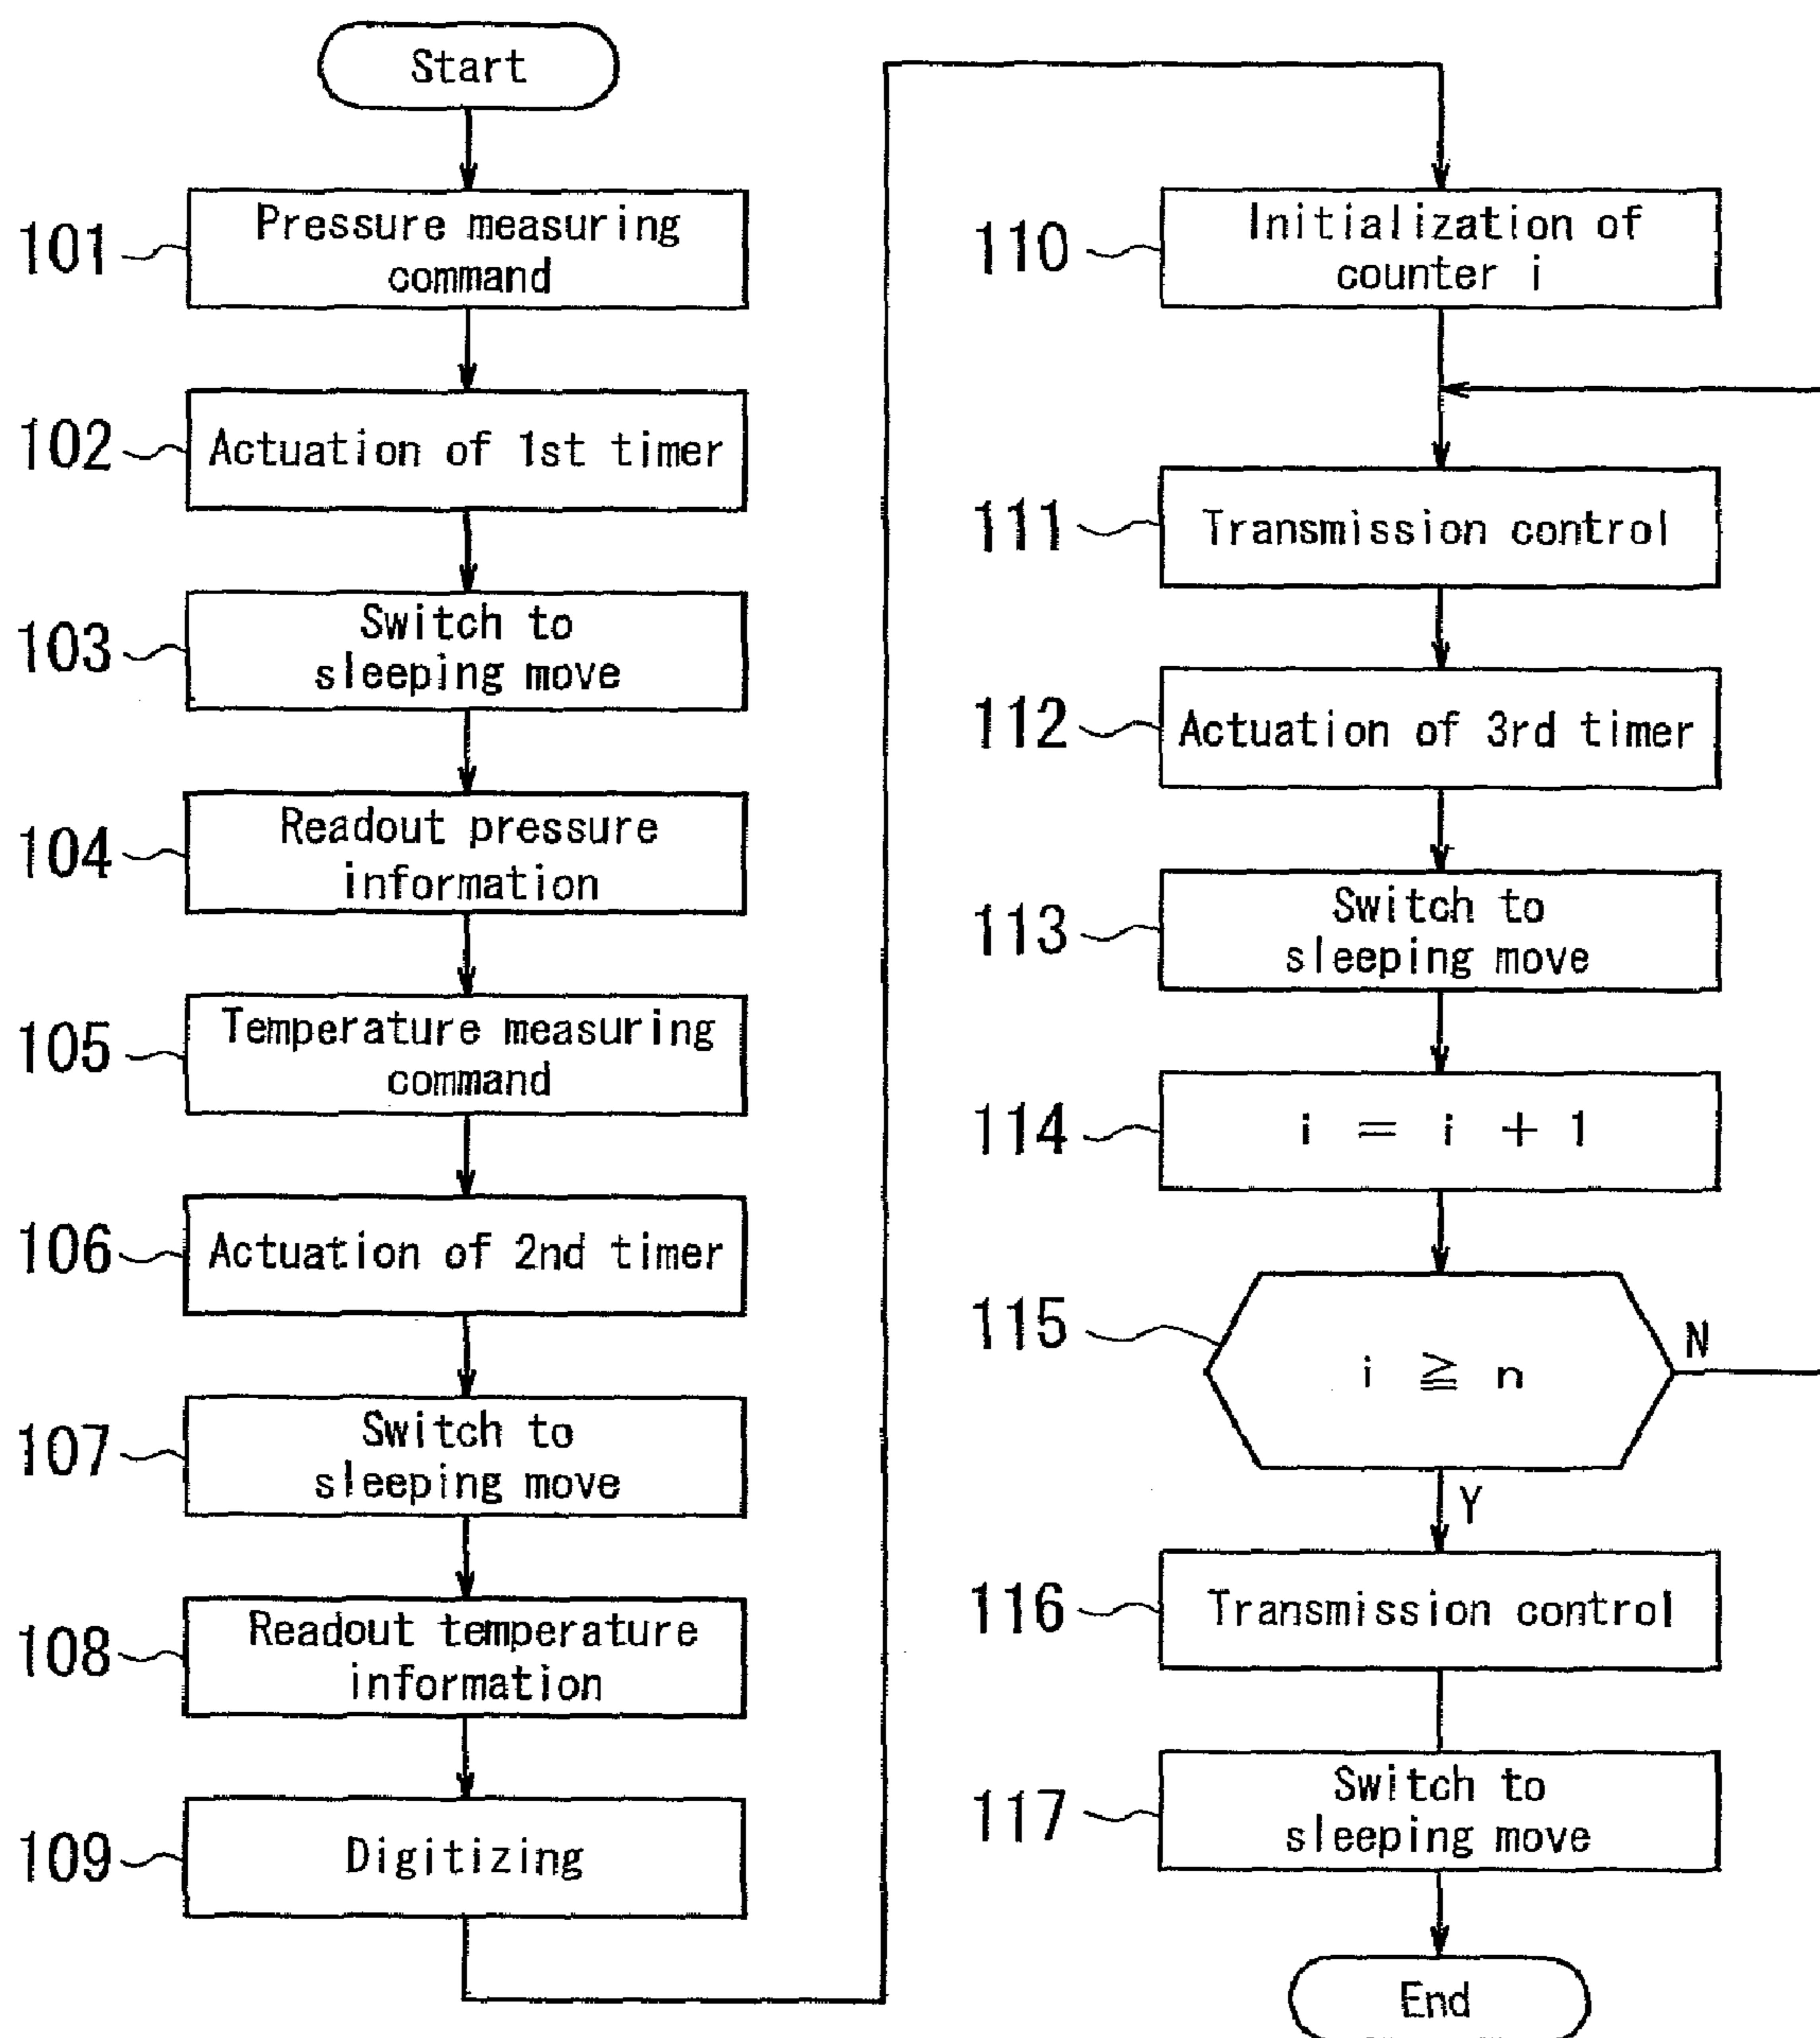 Start
101
Pressure measuring
command
102
Actuation of 1st timer
103
Switch to
sleeping move
104
Readout pressure
information
105
Temperature measuring
command
106
Actuation of 2nd timer
107
Switch to
sleeping move
108
Readout temperature
information
109
Digitizing
110
Initialization of
counter i
111
Transmission control
112
Actuation of 3rd timer
113
Switch to
sleeping move
114
i = i + 1
115
i ≧ n
N
Y
116
Transmission control
117
Switch to
sleeping move
End